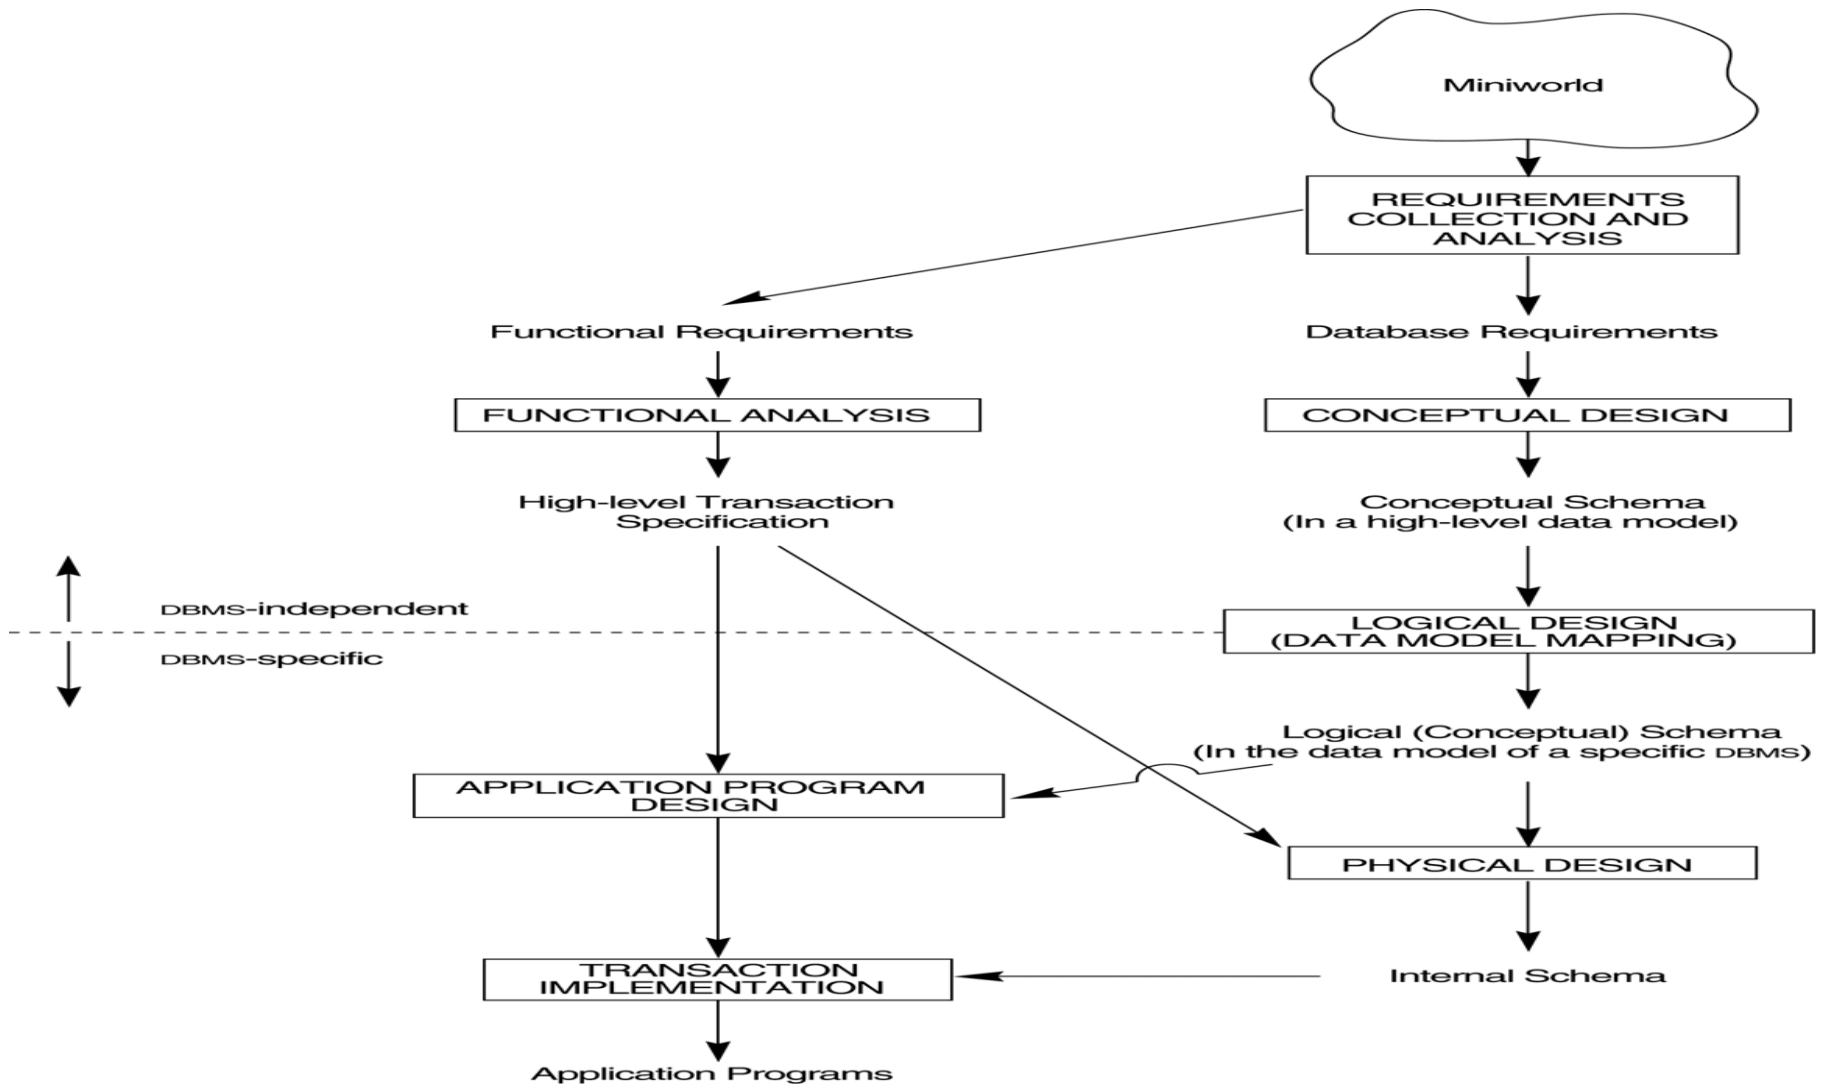 Miniworld
REQUIREMENTS
COLLECTION AND
ANALYSIS
Functional Requirements
Database Requirements
FUNCTIONAL ANALYSIS
CONCEPTUAL DESIGN
High-level Transaction
Specification
Conceptual Schema
(In a high-level data model)
DBMS-independent
DBMS-specific
LOGICAL DESIGN
(DATA MODEL MAPPING)
Logical (Conceptual) Schema
(In the data model of a specific DBMS)
APPLICATION PROGRAM
DESIGN
PHYSICAL DESIGN
TRANSACTION
IMPLEMENTATION
Internal Schema
Application Programs